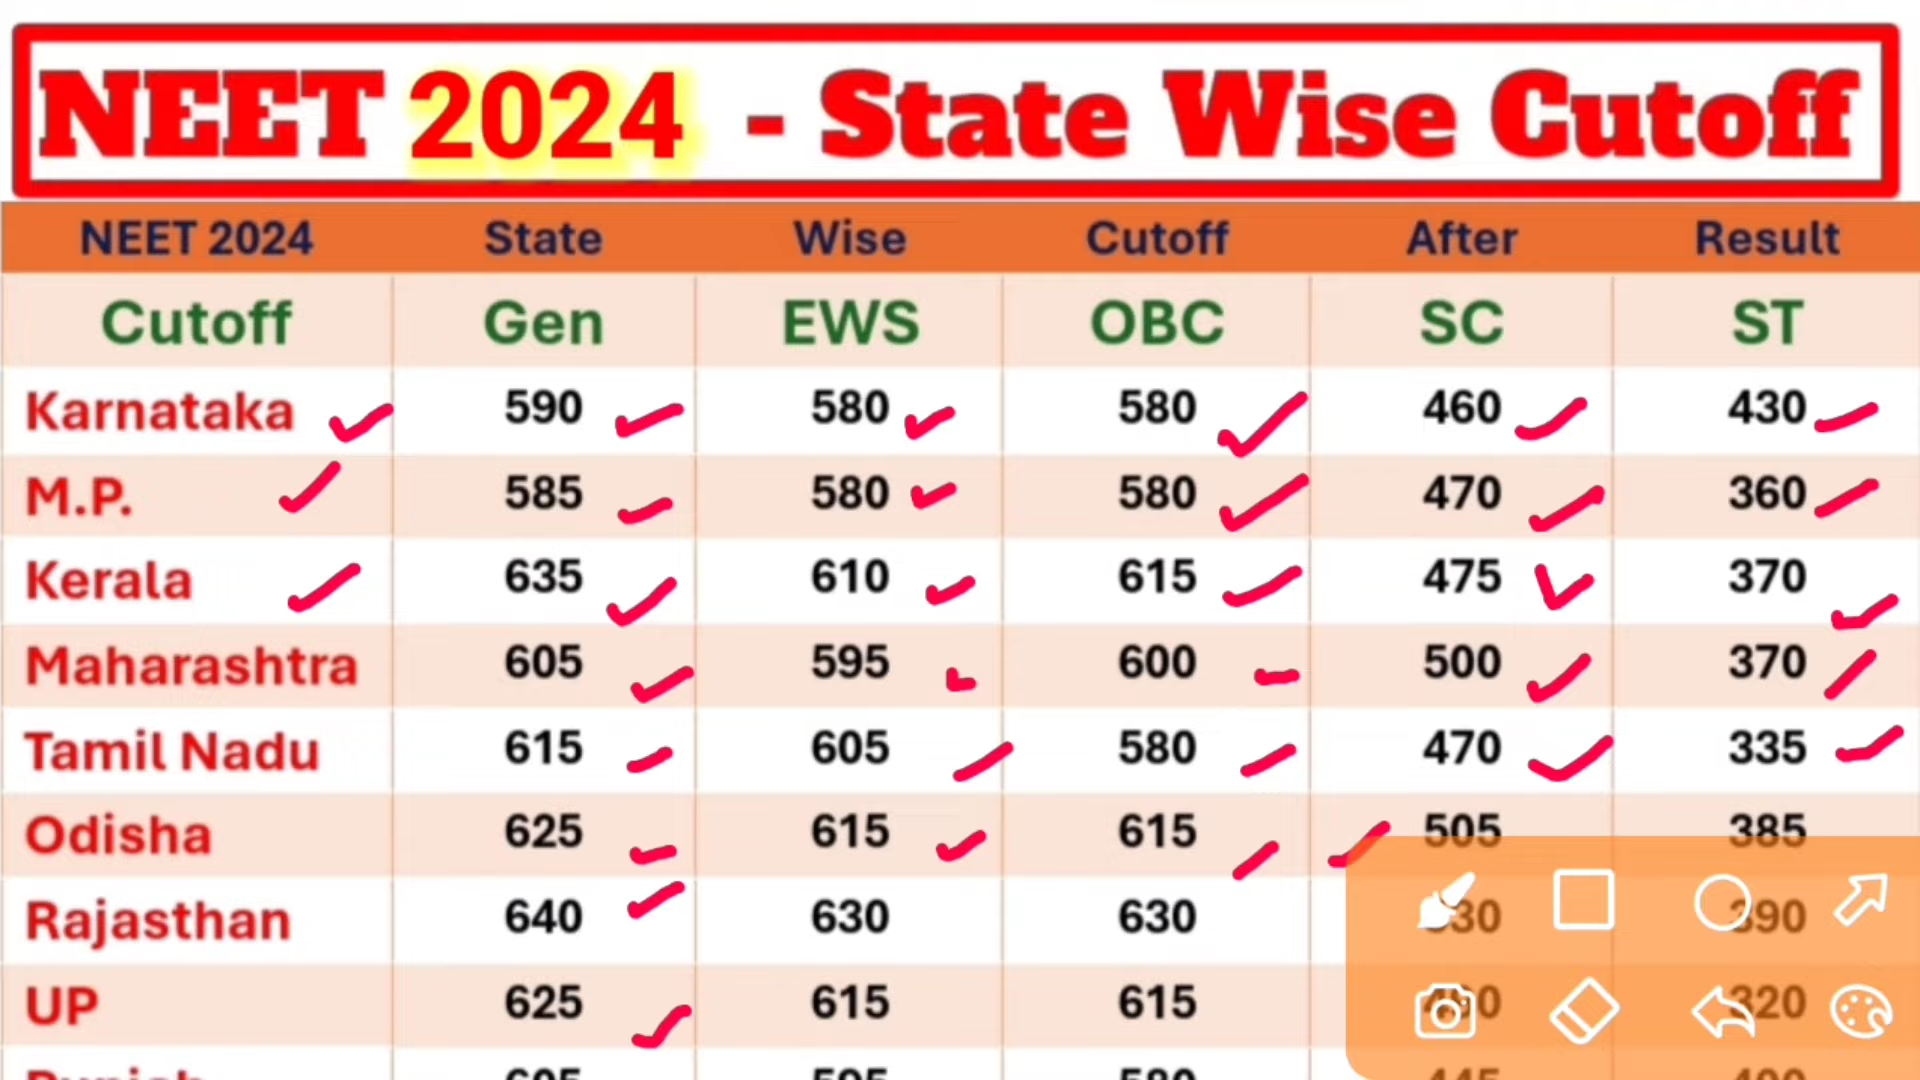 NEET 2024 - State Wise Cutoff
NEET 2024 State Wise Cutoff After Result
Cutoff Gen EWS OBC SC ST
Karnataka 590 580 580 460 430
M.P. 585 580 580 470 360
Kerala 635 610 615 475 370
Maharashtra 605 595 600 500 370
Tamil Nadu 615 605 580 470 335
Odisha 625 615 615 505 385
Rajasthan 640 630 630 390
UP 625 615 615 320